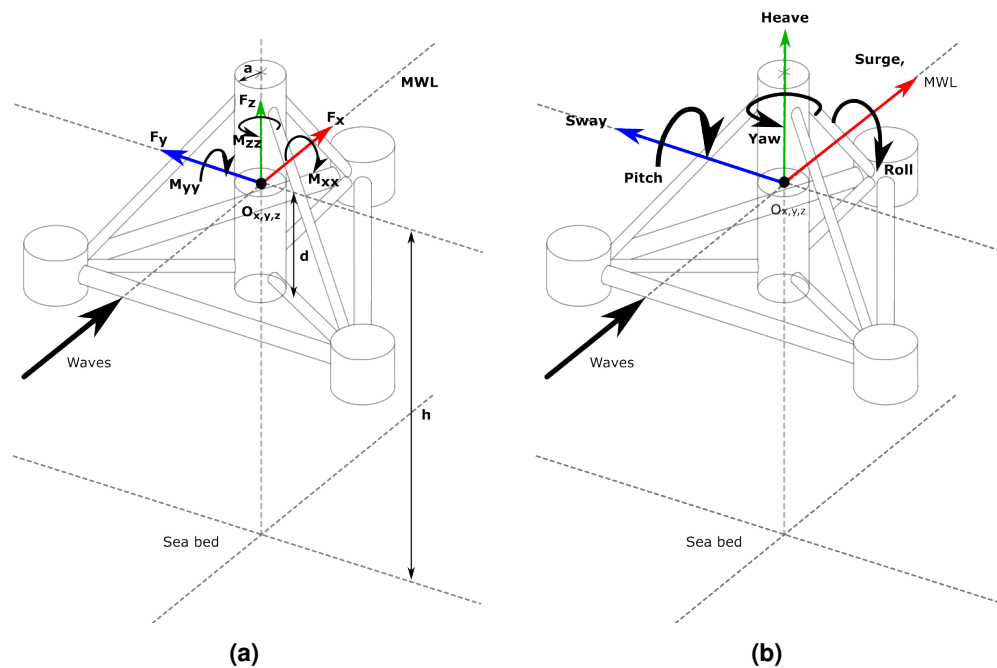 a
MWL
Fz
Fx
Fy
Mzz
Myy
Mxx
Ox,y,z
d
Waves
h
Sea bed
(a)
Heave
Surge,
MWL
Sway
Yaw
Pitch
Roll
Ox,y,z
Waves
Sea bed
(b)